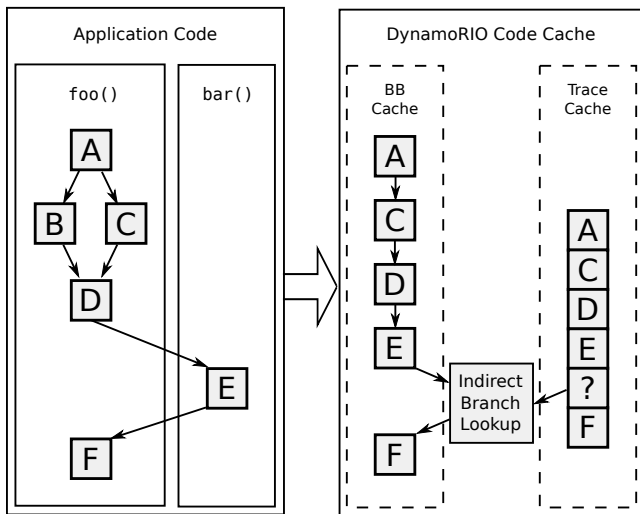 Application Code
foo()
bar()
A
B
C
D
E
F
DynamoRIO Code Cache
BB
Cache
A
C
D
E
F
Indirect
Branch
Lookup
Trace
Cache
A
C
D
E
?
F